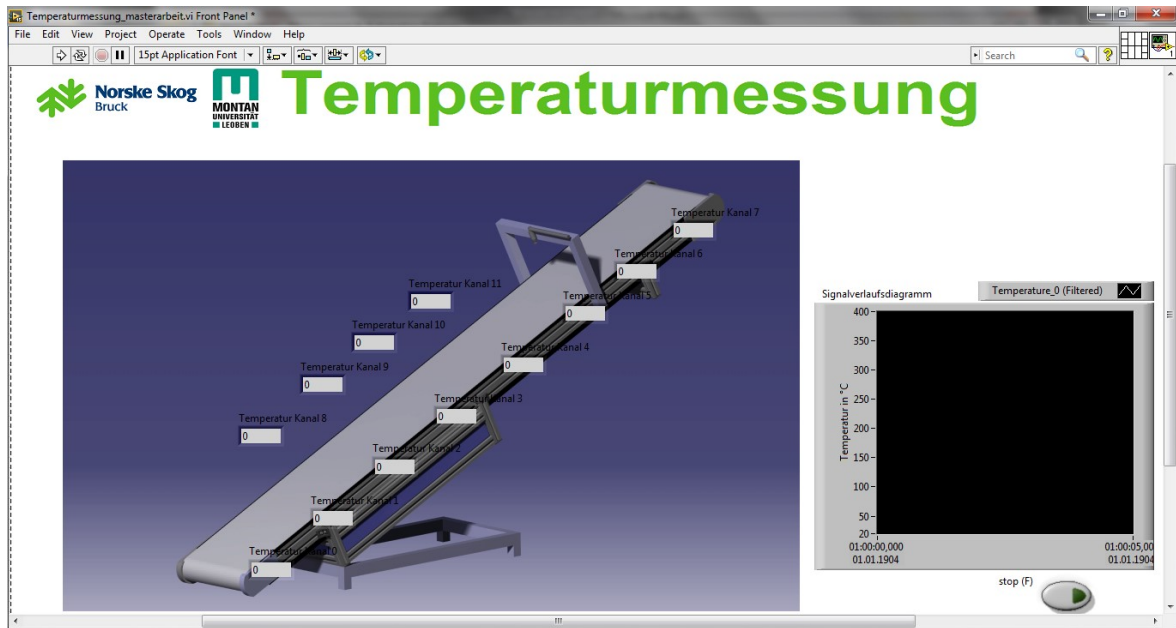 Temperaturmessung_masterarbeit.vi Front Panel *
File Edit View Project Operate Tools Window Help
15pt Application Font
Search
?
1
Norske Skog
Bruck
MONTAN
UNIVERSITÄT
LEOBEN
Temperaturmessung
Temperatur Kanal 7
0
Temperatur Kanal 6
0
Temperatur Kanal 11
0
Temperatur Kanal 5
0
Temperatur Kanal 10
0
Temperatur Kanal 4
0
Temperatur Kanal 9
0
Temperatur Kanal 3
0
Temperatur Kanal 8
0
Temperatur Kanal 2
0
Temperatur Kanal 1
0
Temperatur Kanal 0
0
Signalverlaufsdiagramm
Temperature_0 (Filtered)
Temperatur in °C
400
350
300
250
200
150
100
50
20
01:00:00,000
01.01.1904
01:00:05,00
01.01.1904
stop (F)